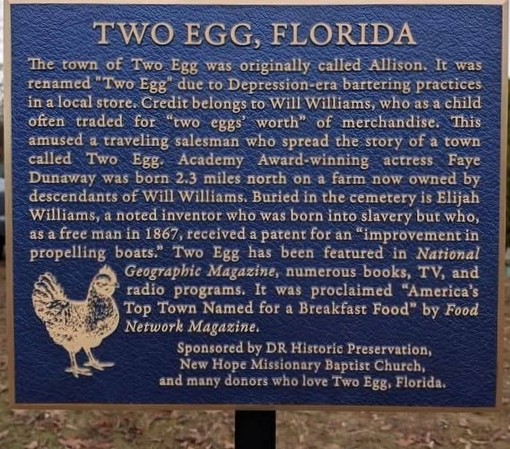 TWO EGG, FLORIDA
The town of Two Egg was originally called Allison. It was
renamed "Two Egg" due to Depression-era bartering practices
in a local store. Credit belongs to Will Williams, who as a child
often traded for "two eggs' worth" of merchandise. This
amused a traveling salesman who spread the story of a town
called Two Egg. Academy Award-winning actress Faye
Dunaway was born 2.3 miles north on a farm now owned by
descendants of Will Williams. Buried in the cemetery is Elijah
Williams, a noted inventor who was born into slavery but who,
as a free man in 1867, received a patent for an "improvement in
propelling boats." Two Egg has been featured in National
Geographic Magazine, numerous books, TV, and
radio programs. It was proclaimed "America's
Top Town Named for a Breakfast Food" by Food
Network Magazine.
Sponsored by DR Historic Preservation,
New Hope Missionary Baptist Church,
and many donors who love Two Egg, Florida.